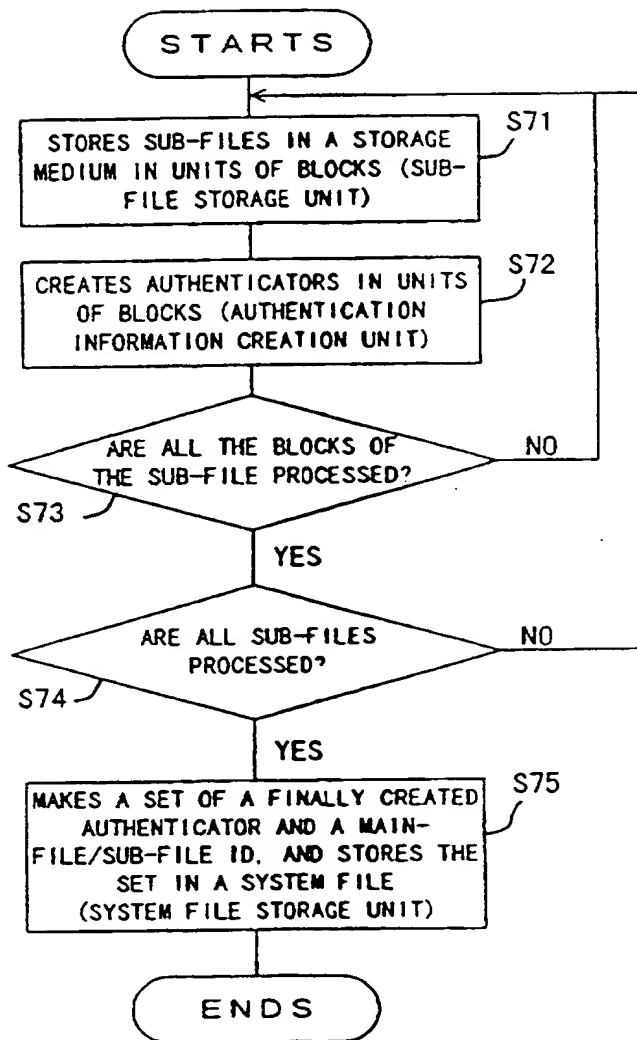 STARTS
S71
STORES SUB-FILES IN A STORAGE
MEDIUM IN UNITS OF BLOCKS (SUB-
FILE STORAGE UNIT)
S72
CREATES AUTHENTICATORS IN UNITS
OF BLOCKS (AUTHENTICATION
INFORMATION CREATION UNIT)
ARE ALL THE BLOCKS OF
THE SUB-FILE PROCESSED?
NO
S73
YES
ARE ALL SUB-FILES
PROCESSED?
NO
S74
YES
S75
MAKES A SET OF A FINALLY CREATED
AUTHENTICATOR AND A MAIN-
FILE/SUB-FILE ID, AND STORES THE
SET IN A SYSTEM FILE
(SYSTEM FILE STORAGE UNIT)
ENDS